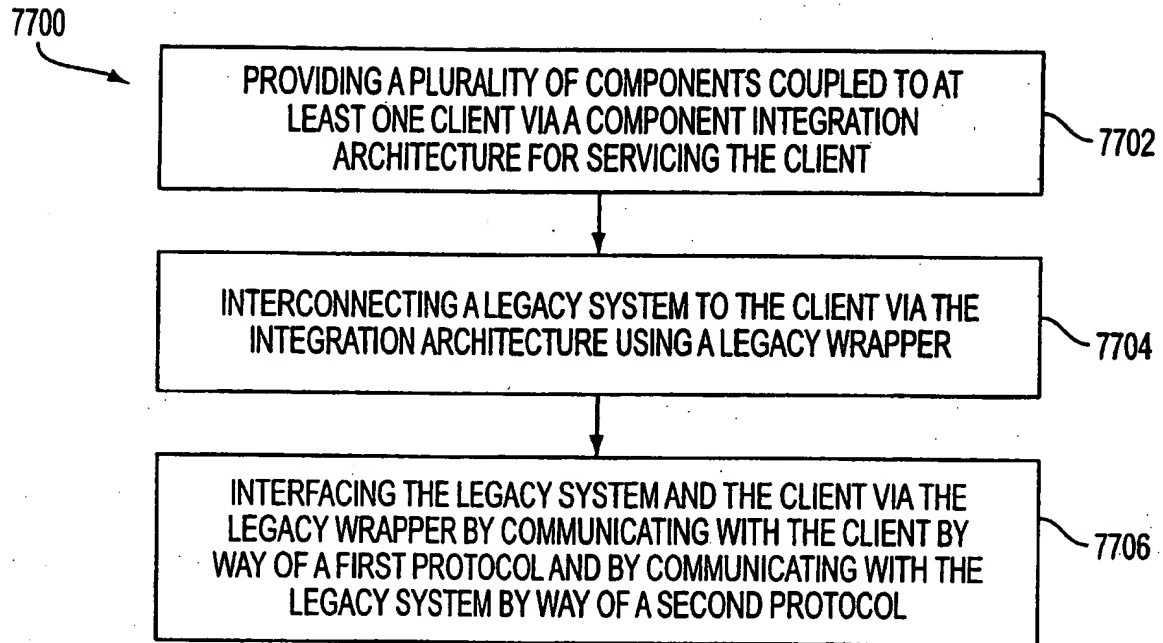 7700
PROVIDING A PLURALITY OF COMPONENTS COUPLED TO AT
LEAST ONE CLIENT VIA A COMPONENT INTEGRATION
ARCHITECTURE FOR SERVICING THE CLIENT
7702
INTERCONNECTING A LEGACY SYSTEM TO THE CLIENT VIA THE
INTEGRATION ARCHITECTURE USING A LEGACY WRAPPER
7704
INTERFACING THE LEGACY SYSTEM AND THE CLIENT VIA THE
LEGACY WRAPPER BY COMMUNICATING WITH THE CLIENT BY
WAY OF A FIRST PROTOCOL AND BY COMMUNICATING WITH THE
LEGACY SYSTEM BY WAY OF A SECOND PROTOCOL
7706